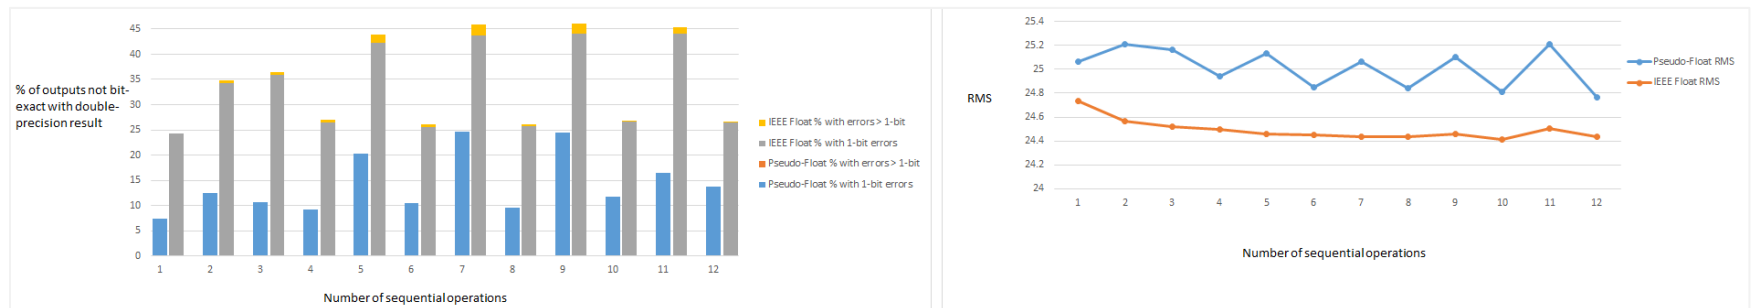 45
40
35
30
25
20
15
10
5
0
% of outputs not bit-
exact with double-
precision result
1 2 3 4 5 6 7 8 9 10 11 12
Number of sequential operations
IEEE Float % with errors > 1-bit
IEEE Float % with 1-bit errors
Pseudo-Float % with errors > 1-bit
Pseudo-Float % with 1-bit errors
25.4
25.2
25
24.8
24.6
24.4
24.2
24
RMS
1 2 3 4 5 6 7 8 9 10 11 12
Number of sequential operations
Pseudo-Float RMS
IEEE Float RMS